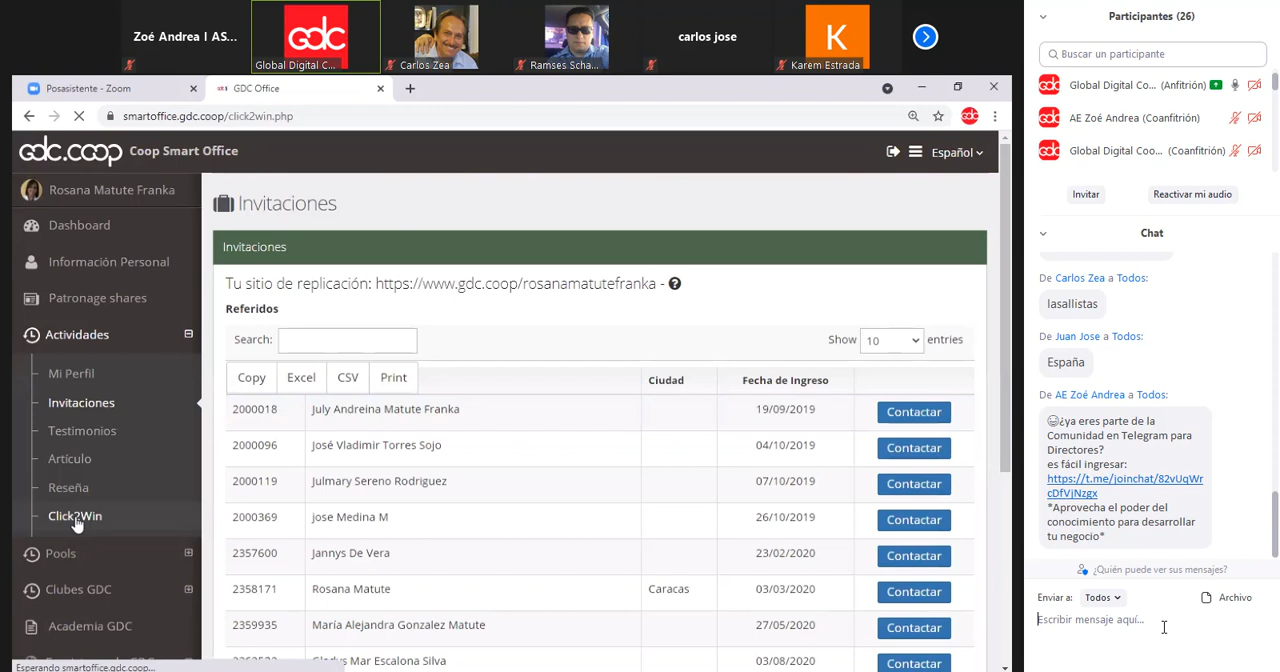 Zoé Andrea I AS...
gdc
Global Digital C...
Carlos Zea
Ramses Scha...
carlos jose
K
Karem Estrada
Posasistente - Zoom
GDC Office
smartoffice.gdc.coop/click2win.php
gdc.coop Coop Smart Office
Español
Rosana Matute Franka
Dashboard
Información Personal
Patronage shares
Actividades
Mi Perfil
Invitaciones
Testimonios
Artículo
Reseña
Click2Win
Pools
Clubes GDC
Academia GDC
Esperando smartoffice.gdc.coop...
Invitaciones
Invitaciones
Tu sitio de replicación: https://www.gdc.coop/rosanamatutefranka -
Referidos
Search:
Show 10 entries
Copy Excel CSV Print
Ciudad Fecha de Ingreso
2000018 July Andreina Matute Franka 19/09/2019 Contactar
2000096 José Vladimir Torres Sojo 04/10/2019 Contactar
2000119 Julmary Sereno Rodriguez 07/10/2019 Contactar
2000369 jose Medina M 26/10/2019 Contactar
2357600 Jannys De Vera 23/02/2020 Contactar
2358171 Rosana Matute Caracas 03/03/2020 Contactar
2359935 María Alejandra Gonzalez Matute 27/05/2020 Contactar
Gladys Mar Escalona Silva 03/08/2020 Contactar
Participantes (26)
Buscar un participante
gdc Global Digital Co... (Anfitrión)
gdc AE Zoé Andrea (Coanfitrión)
gdc Global Digital Coo... (Coanfitrión)
Invitar Reactivar mi audio
Chat
De Carlos Zea a Todos:
lasallistas
De Juan Jose a Todos:
España
De AE Zoé Andrea a Todos:
¿ya eres parte de la
Comunidad en Telegram para
Directores?
es fácil ingresar:
https://t.me/joinchat/82vUqWr
cDfVjNzgx
*Aprovecha el poder del
conocimiento para desarrollar
tu negocio*
¿Quién puede ver sus mensajes?
Enviar a: Todos Archivo
Escribir mensaje aquí...